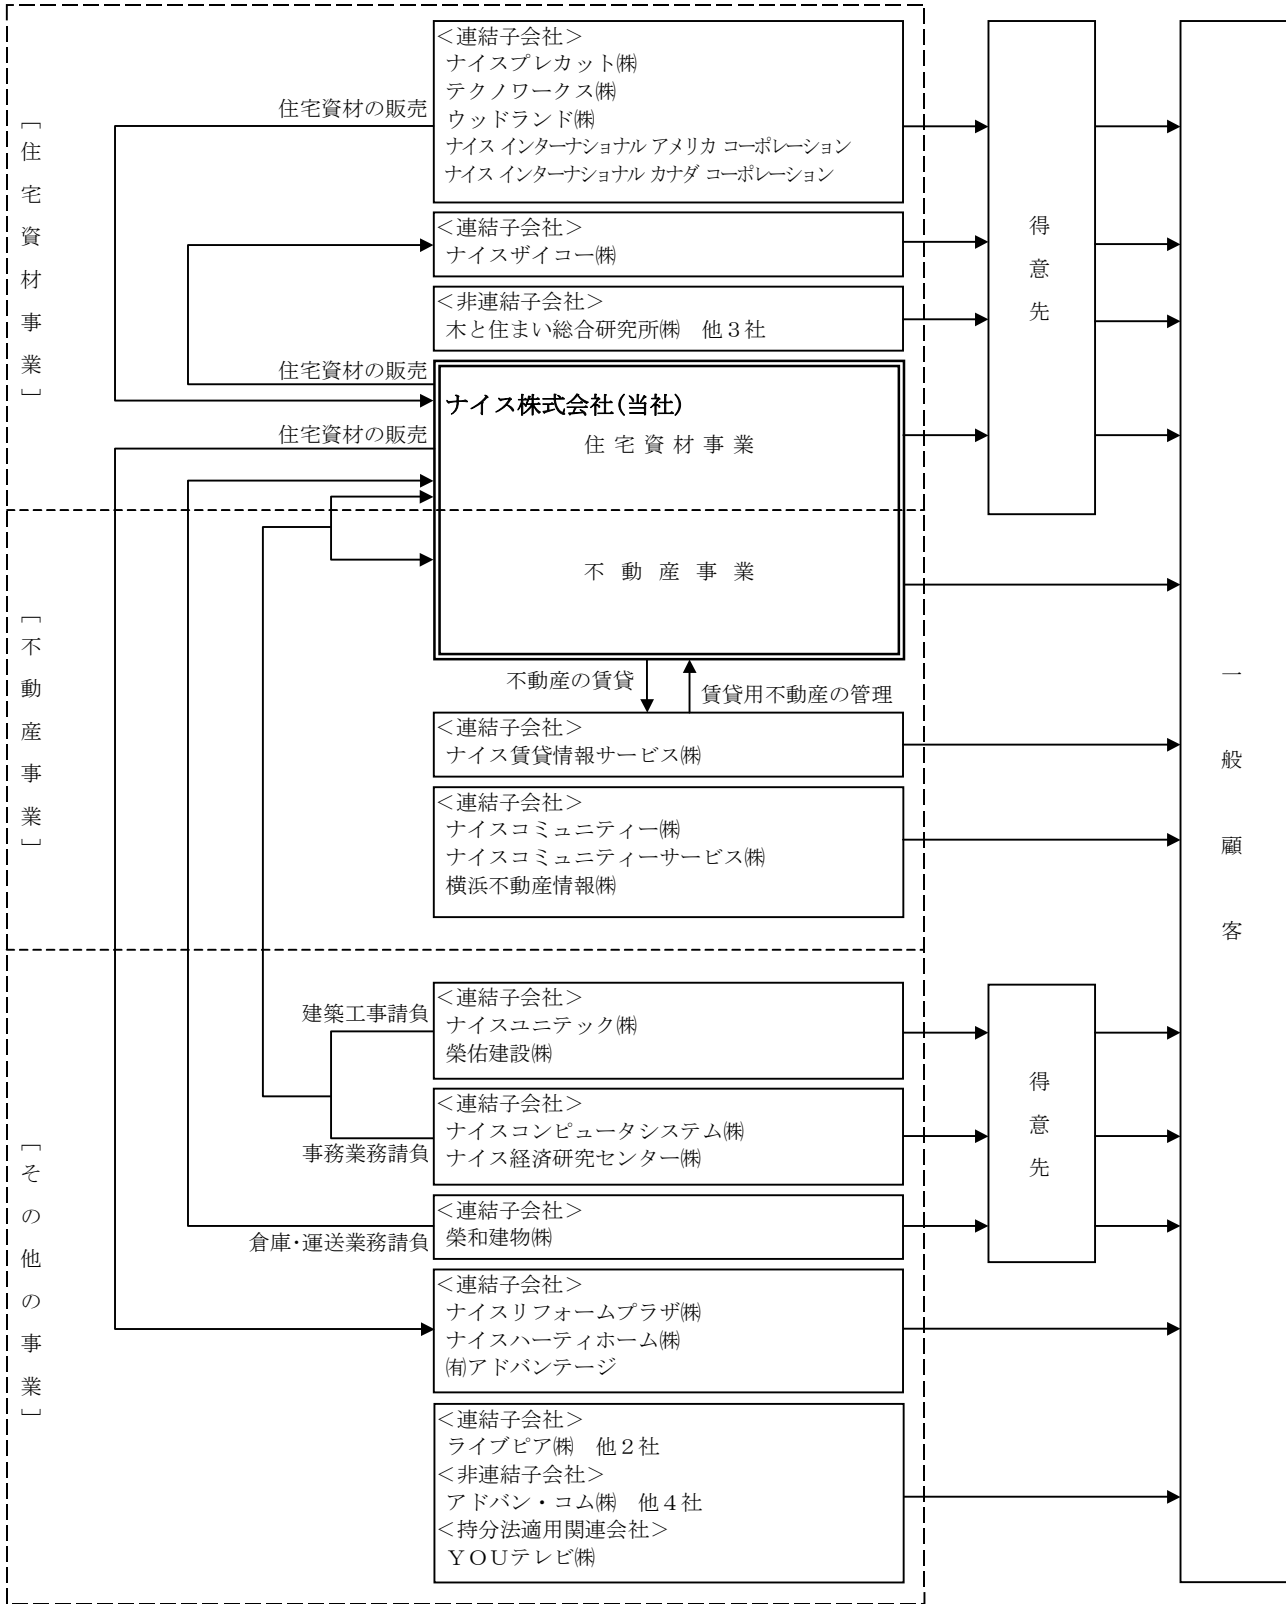 [住宅資材事業]
＜連結子会社＞
ナイスプレカット㈱
テクノワークス㈱
ウッドランド㈱
ナイス インターナショナル アメリカ コーポレーション
ナイス インターナショナル カナダ コーポレーション
住宅資材の販売
＜連結子会社＞
ナイスザイコー㈱
＜非連結子会社＞
木と住まい総合研究所㈱　他３社
住宅資材の販売
ナイス株式会社(当社)
住宅資材の販売
住宅資材事業
得意先
[不動産事業]
不動産事業
不動産の賃貸
賃貸用不動産の管理
＜連結子会社＞
ナイス賃貸情報サービス㈱
＜連結子会社＞
ナイスコミュニティー㈱
ナイスコミュニティーサービス㈱
横浜不動産情報㈱
一般顧客
[その他の事業]
建築工事請負
＜連結子会社＞
ナイスユニテック㈱
榮佑建設㈱
＜連結子会社＞
ナイスコンピュータシステム㈱
ナイス経済研究センター㈱
事務業務請負
得意先
＜連結子会社＞
榮和建物㈱
倉庫・運送業務請負
＜連結子会社＞
ナイスリフォームプラザ㈱
ナイスハーティホーム㈱
㈲アドバンテージ
＜連結子会社＞
ライブピア㈱　他２社
＜非連結子会社＞
アドバン・コム㈱　他４社
＜持分法適用関連会社＞
ＹＯＵテレビ㈱